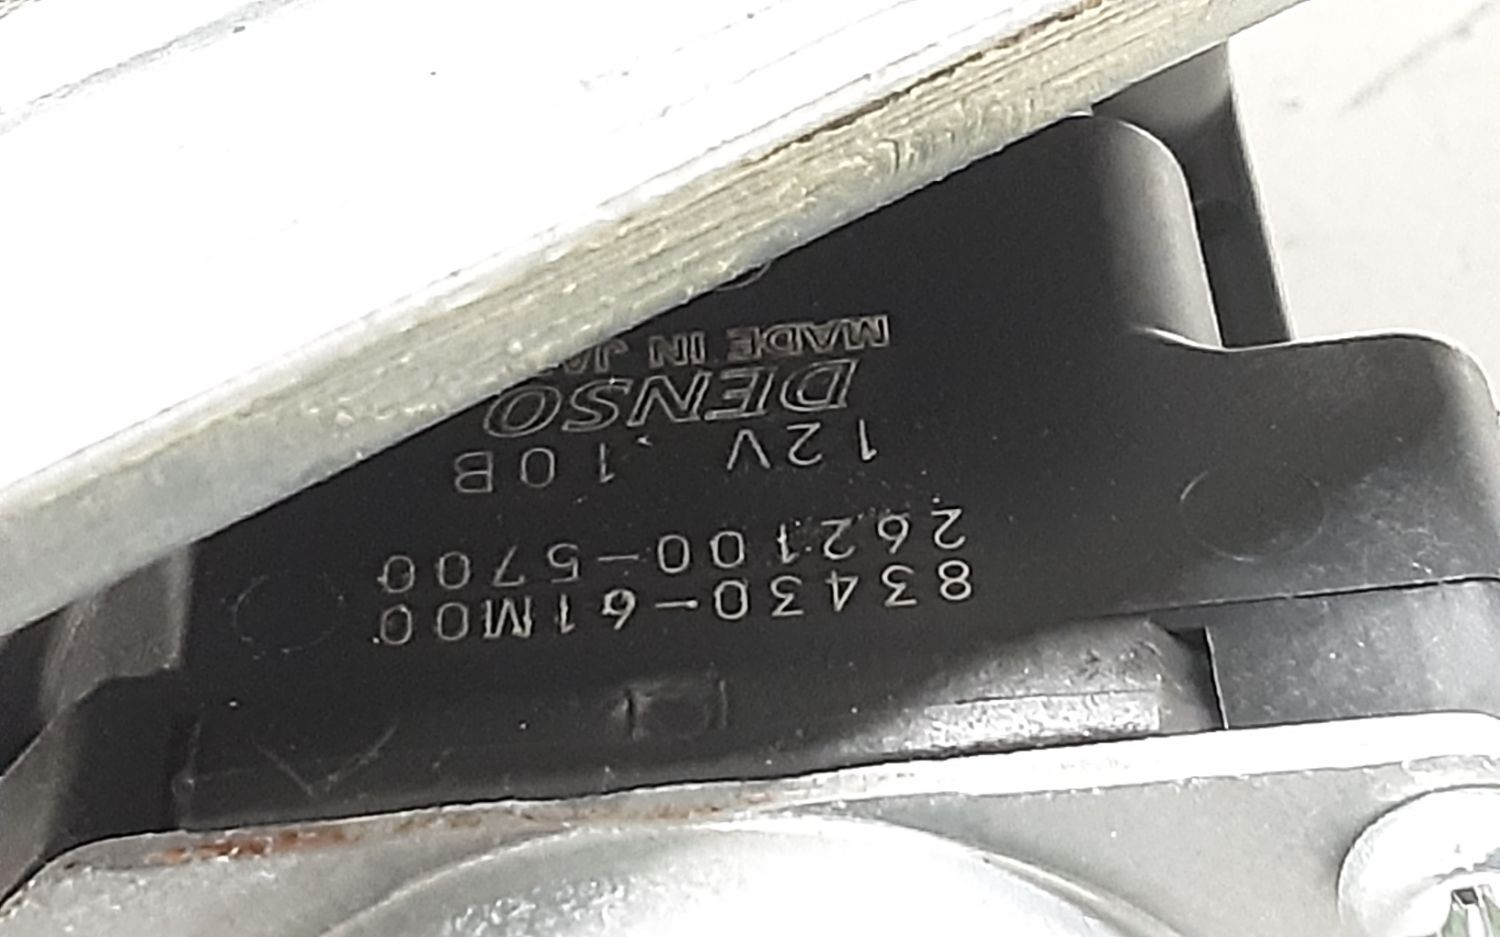 83430-61M00
262100-5700
12V 10B
DENSO
MADE IN